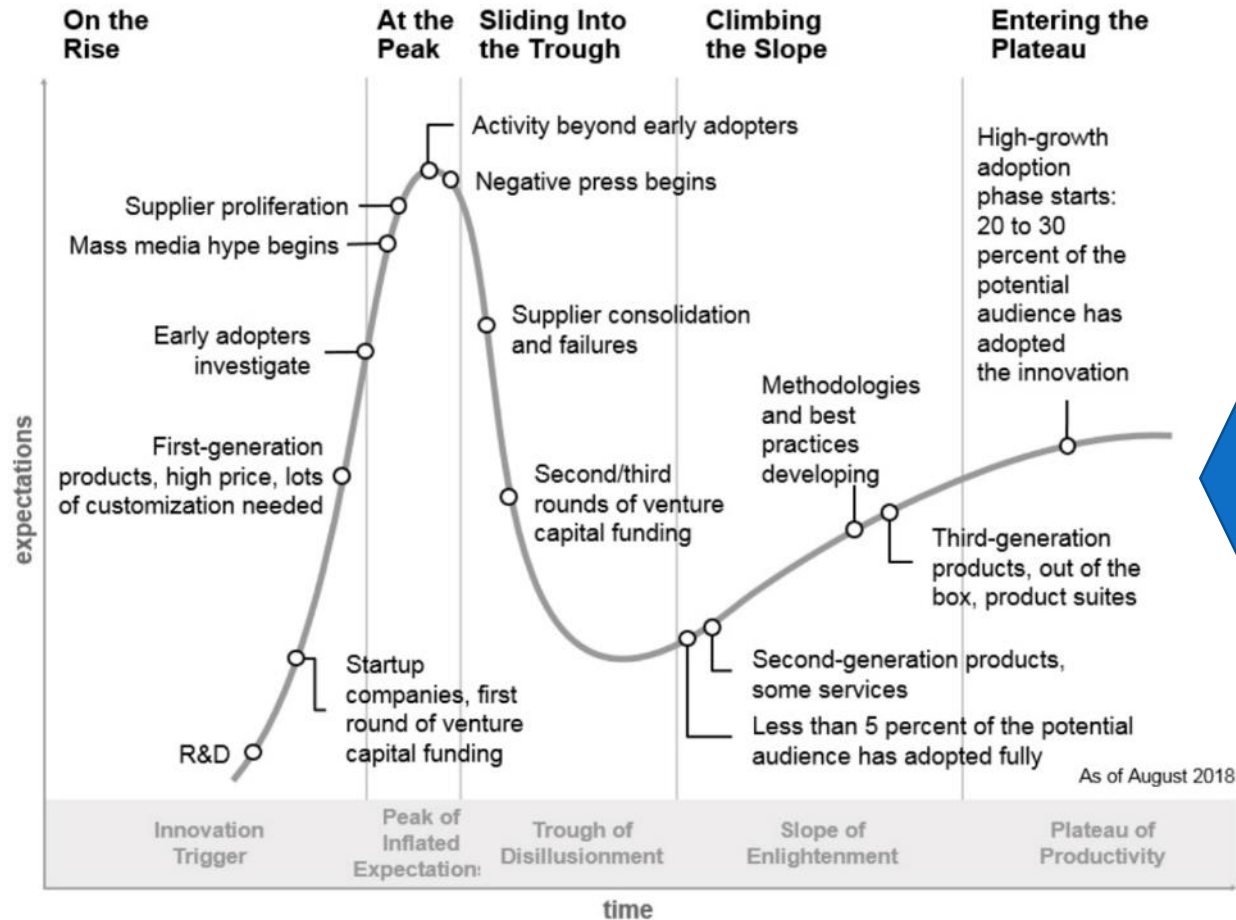 On the
Rise
At the
Peak
Sliding Into
the Trough
Climbing
the Slope
Entering the
Plateau
expectations
R&D
Startup
companies, first
round of venture
capital funding
First-generation
products, high price, lots
of customization needed
Early adopters
investigate
Mass media hype begins
Supplier proliferation
Activity beyond early adopters
Negative press begins
Supplier consolidation
and failures
Second/third
rounds of venture
capital funding
Less than 5 percent of the potential
audience has adopted fully
Second-generation products,
some services
Methodologies
and best
practices
developing
Third-generation
products, out of the
box, product suites
High-growth
adoption
phase starts:
20 to 30
percent of the
potential
audience has
adopted
the innovation
As of August 2018
Innovation
Trigger
Peak of
Inflated
Expectations
Trough of
Disillusionment
Slope of
Enlightenment
Plateau of
Productivity
time